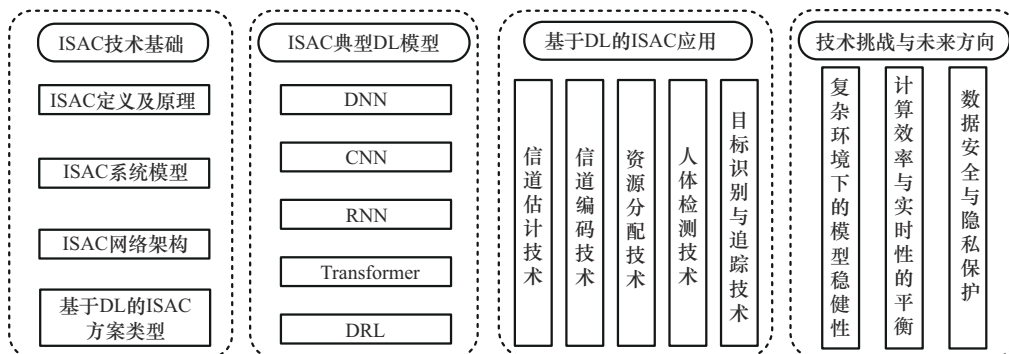 ISAC技术基础
ISAC定义及原理
ISAC系统模型
ISAC网络架构
基于DL的ISAC
方案类型
ISAC典型DL模型
DNN
CNN
RNN
Transformer
DRL
基于DL的ISAC应用
信道估计技术
信道编码技术
资源分配技术
人体检测技术
目标识别与追踪技术
技术挑战与未来方向
复杂环境下的模型稳健性
计算效率与实时性的平衡
数据安全与隐私保护